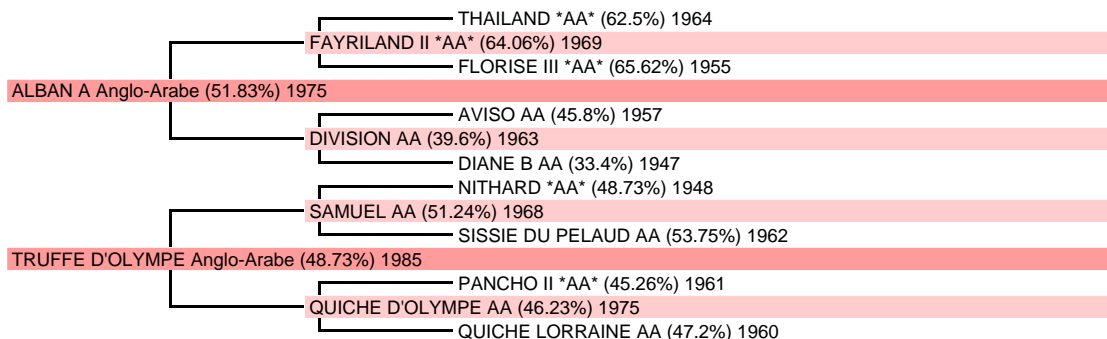 THAILAND *AA* (62.5%) 1964
FAYRILAND II *AA* (64.06%) 1969
FLORISE III *AA* (65.62%) 1955
ALBAN A Anglo-Arabe (51.83%) 1975
AVISO AA (45.8%) 1957
DIVISION AA (39.6%) 1963
DIANE B AA (33.4%) 1947
NITHARD *AA* (48.73%) 1948
SAMUEL AA (51.24%) 1968
SISSIE DU PELAUD AA (53.75%) 1962
TRUFFE D'OLYMPE Anglo-Arabe (48.73%) 1985
PANCHO II *AA* (45.26%) 1961
QUICHE D'OLYMPE AA (46.23%) 1975
QUICHE LORRAINE AA (47.2%) 1960